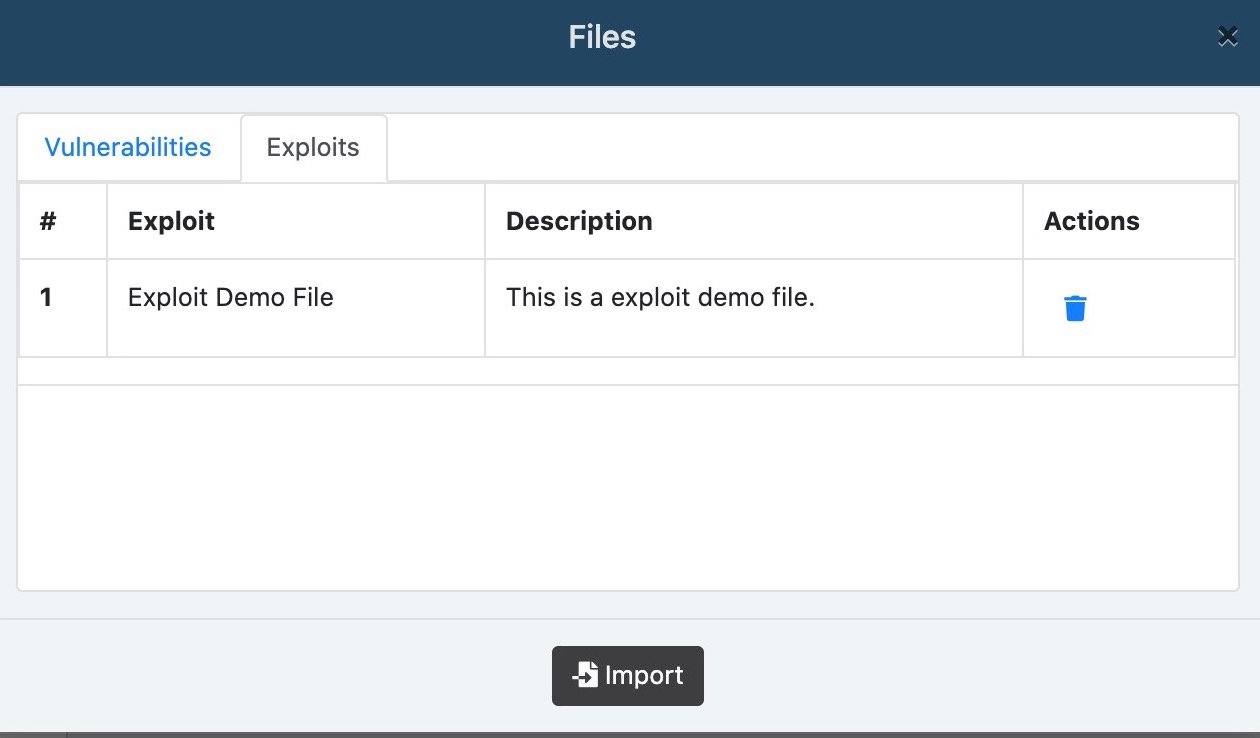 Files
Vulnerabilities Exploits
# Exploit Description Actions
1 Exploit Demo File This is a exploit demo file.
Import